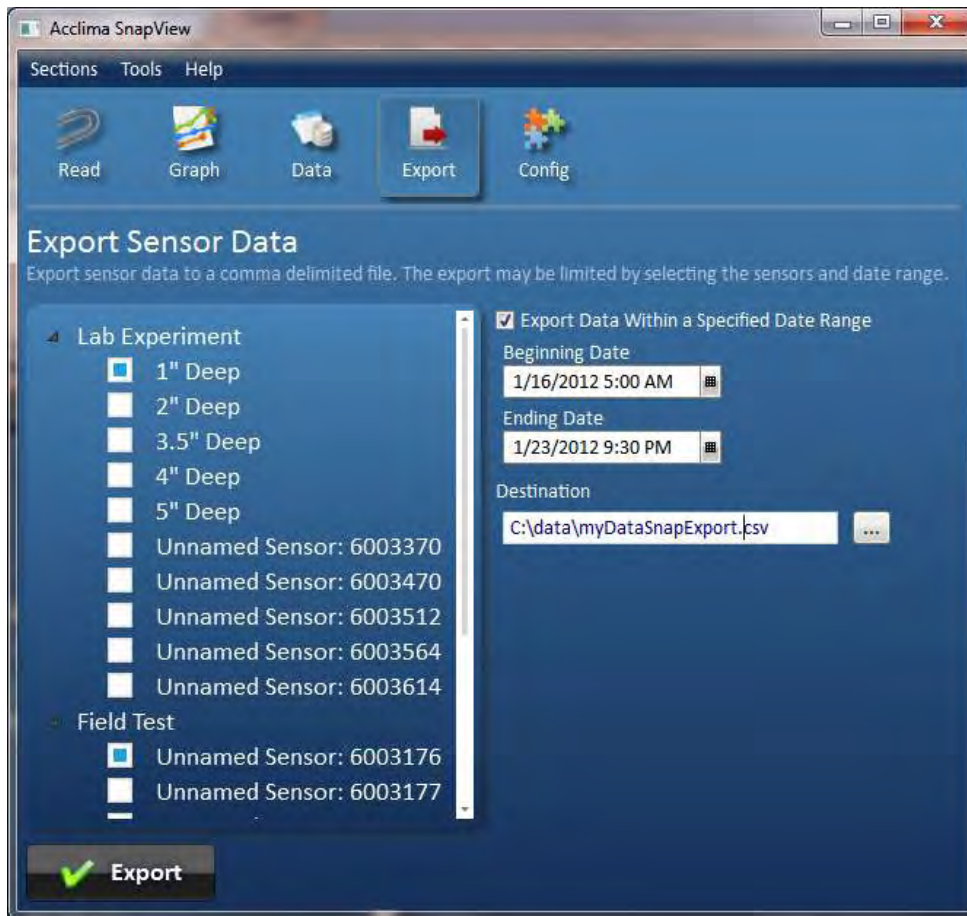 Acclima SnapView
Sections Tools Help
Read Graph Data Export Config
Export Sensor Data
Export sensor data to a comma delimited file. The export may be limited by selecting the sensors and date range.
Lab Experiment
1" Deep
2" Deep
3.5" Deep
4" Deep
5" Deep
Unnamed Sensor: 6003370
Unnamed Sensor: 6003470
Unnamed Sensor: 6003512
Unnamed Sensor: 6003564
Unnamed Sensor: 6003614
Field Test
Unnamed Sensor: 6003176
Unnamed Sensor: 6003177
Export Data Within a Specified Date Range
Beginning Date
1/16/2012 5:00 AM
Ending Date
1/23/2012 9:30 PM
Destination
C:\data\myDataSnapExport.csv
...
Export